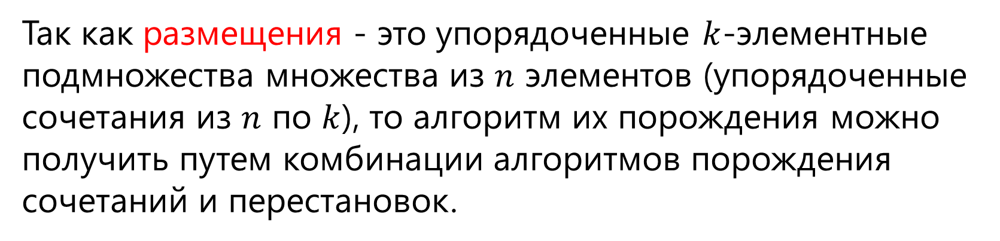 Так как размещения - это упорядоченные k-элементные
подмножества множества из n элементов (упорядоченные
сочетания из n по k), то алгоритм их порождения можно
получить путем комбинации алгоритмов порождения
сочетаний и перестановок.